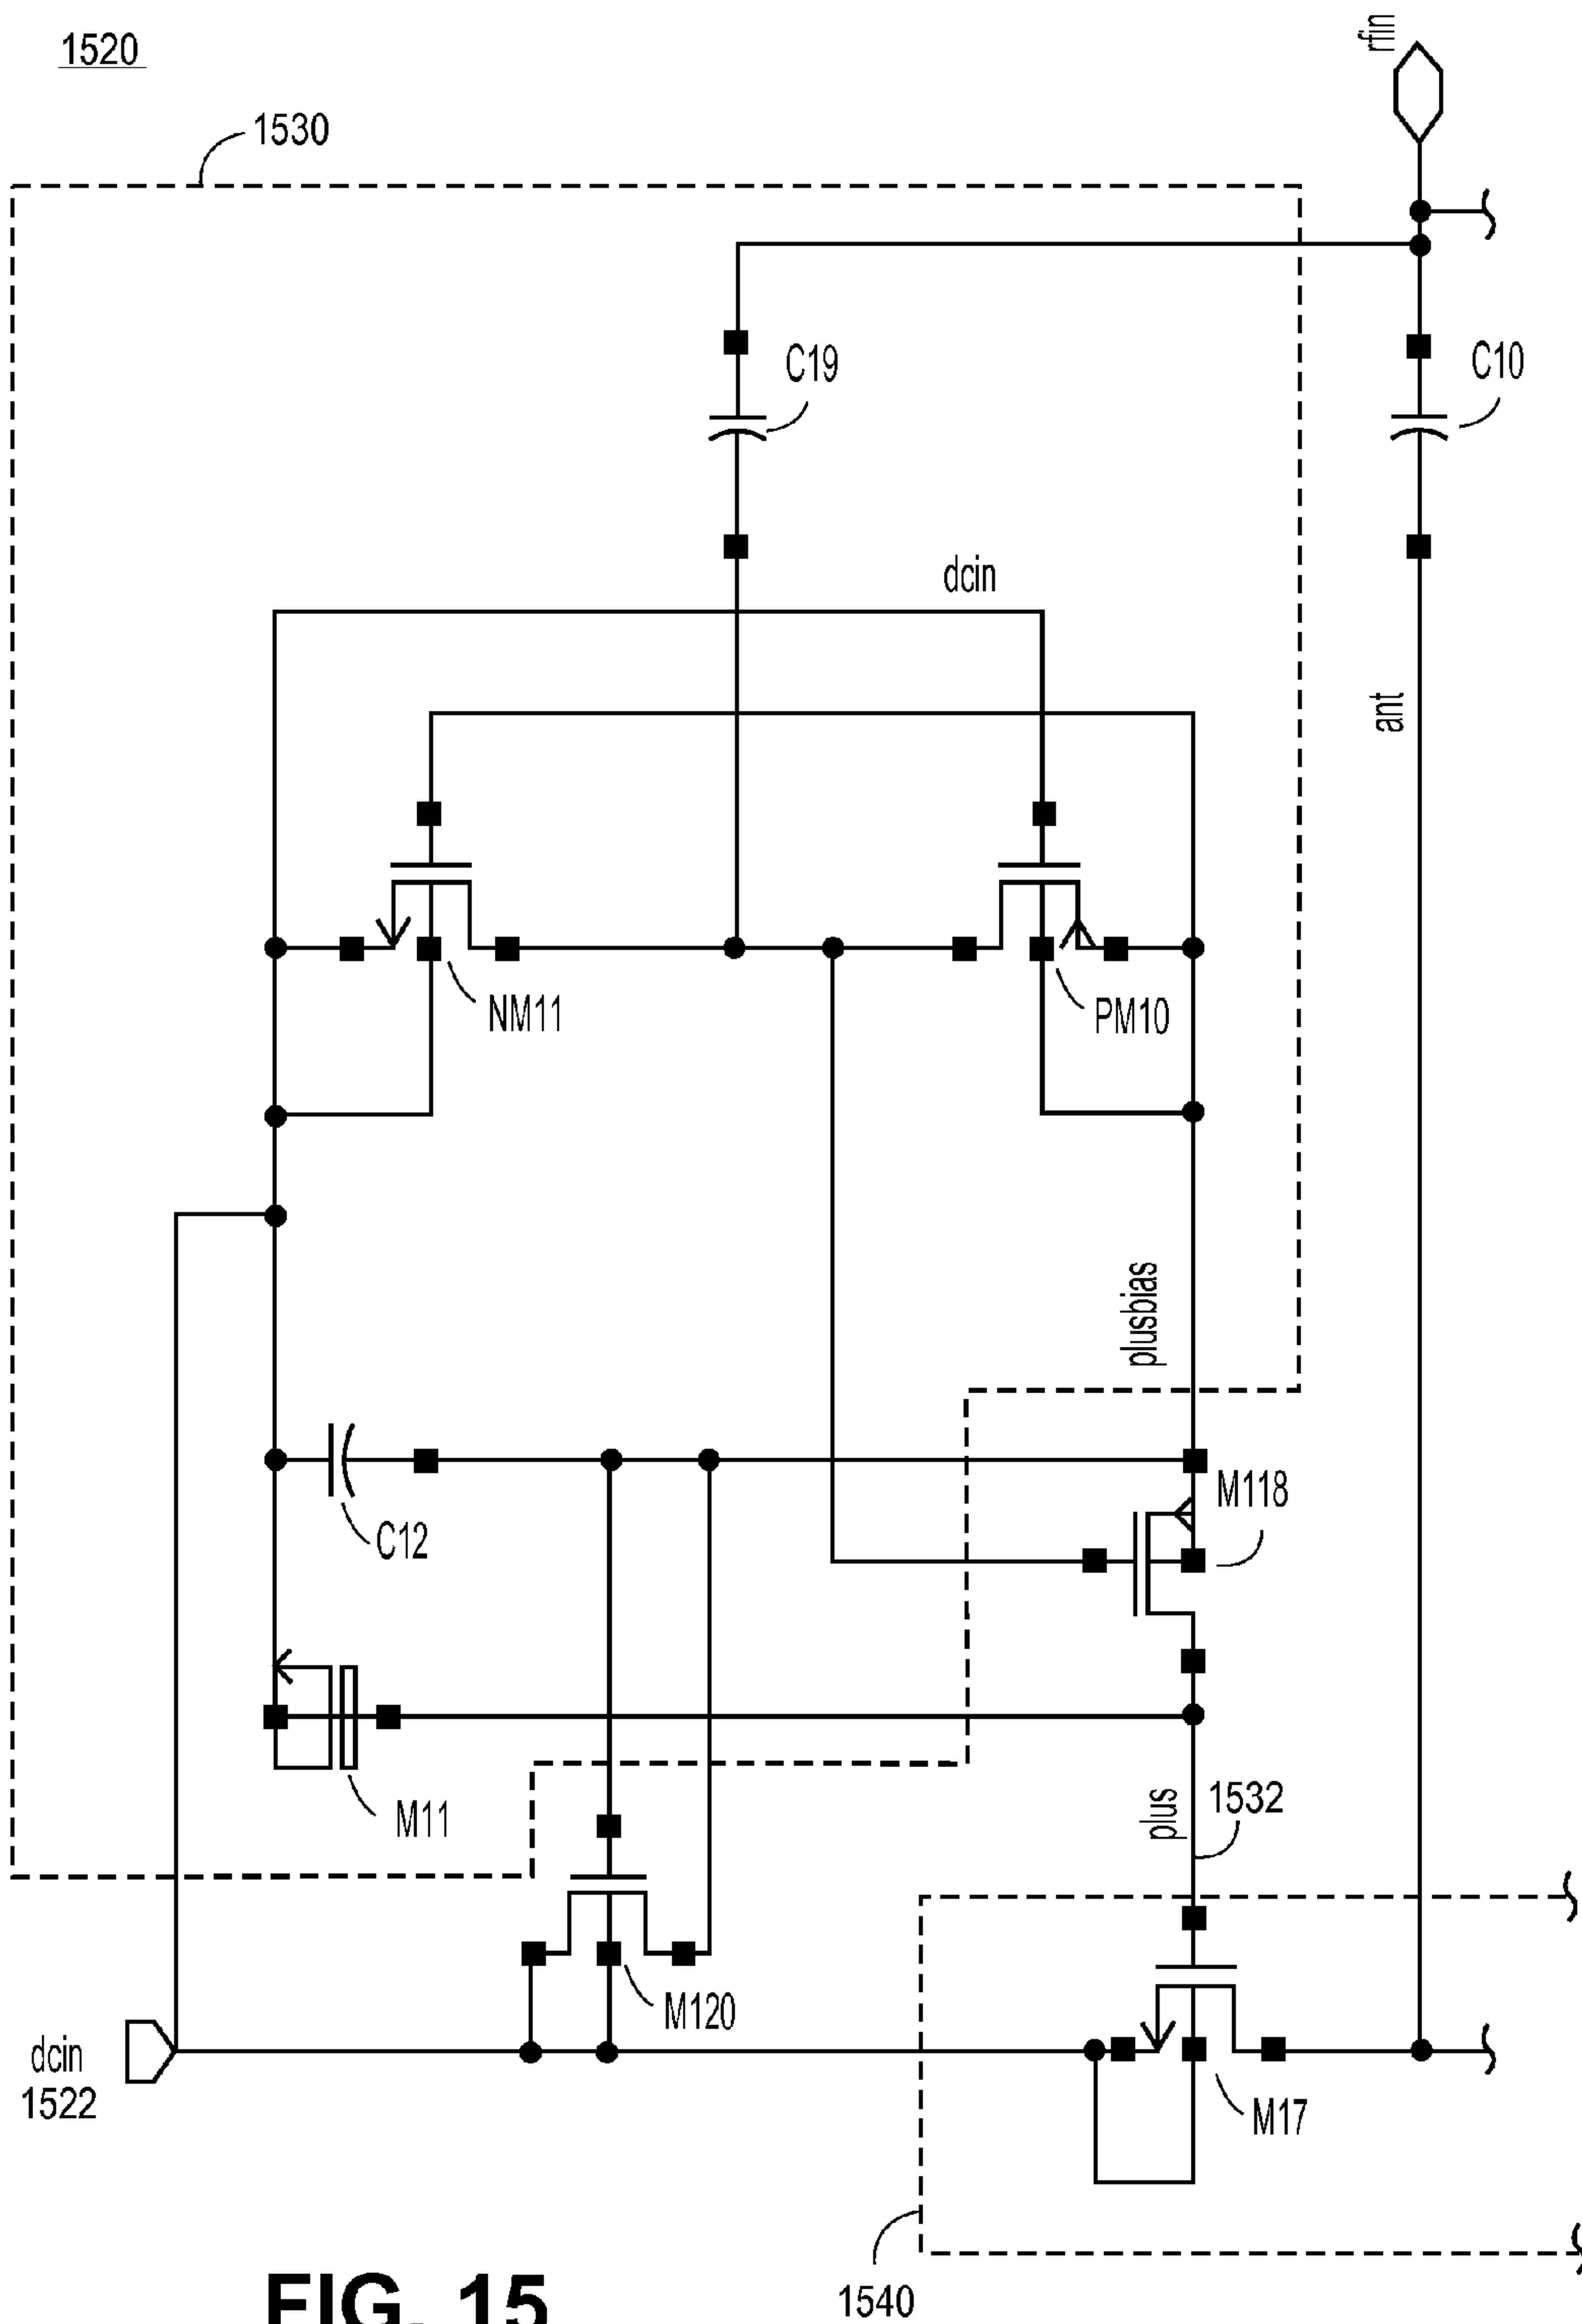 1520
rfin
1530
C19
C10
dcin
ant
NM11
PM10
plusbias
M118
C12
M11
plus
1532
M120
dcin
1522
M17
1540
FIG. 15